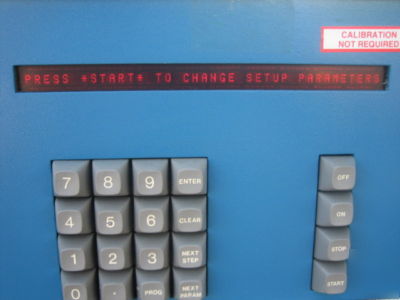 CALIBRATION
NOT REQUIRED
PRESS *START* TO CHANGE SETUP PARAMETERS
7 8 9 ENTER
OFF
4 5 6 CLEAR
ON
1 2 3 NEXT STEP
STOP
0 . PROG NEXT PARAM
START